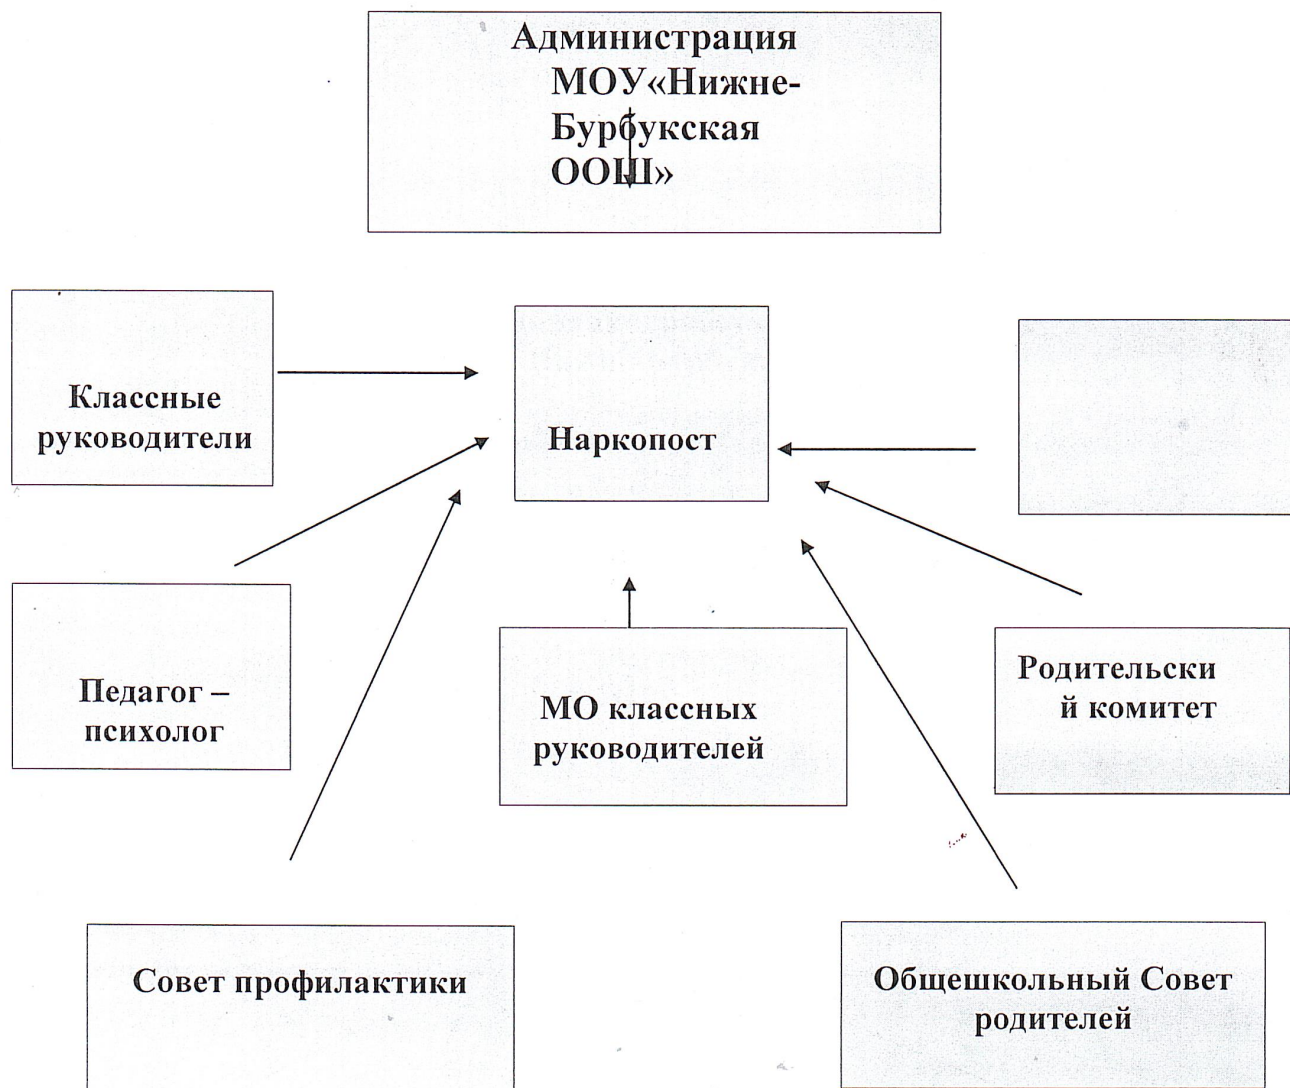 Администрация
МОУ«Нижне-
Бурбукская
ООШ»
Классные
руководители
Наркопост
Педагог –
психолог
МО классных
руководителей
Родительски
й комитет
Совет профилактики
Общешкольный Совет
родителей